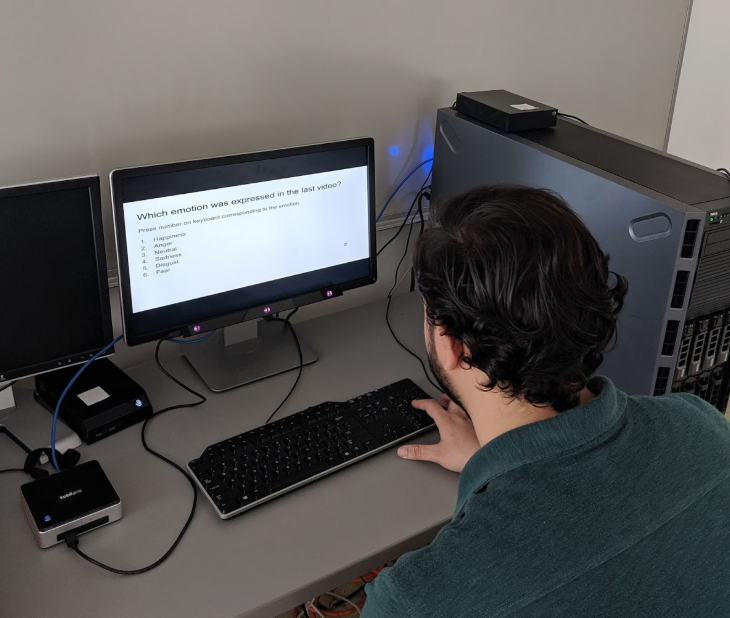 Which emotion was expressed in the last video?
Press number on keyboard corresponding to the emotion
1. Happiness
2. Anger
3. Neutral
4. Sadness
5. Disgust
6. Fear